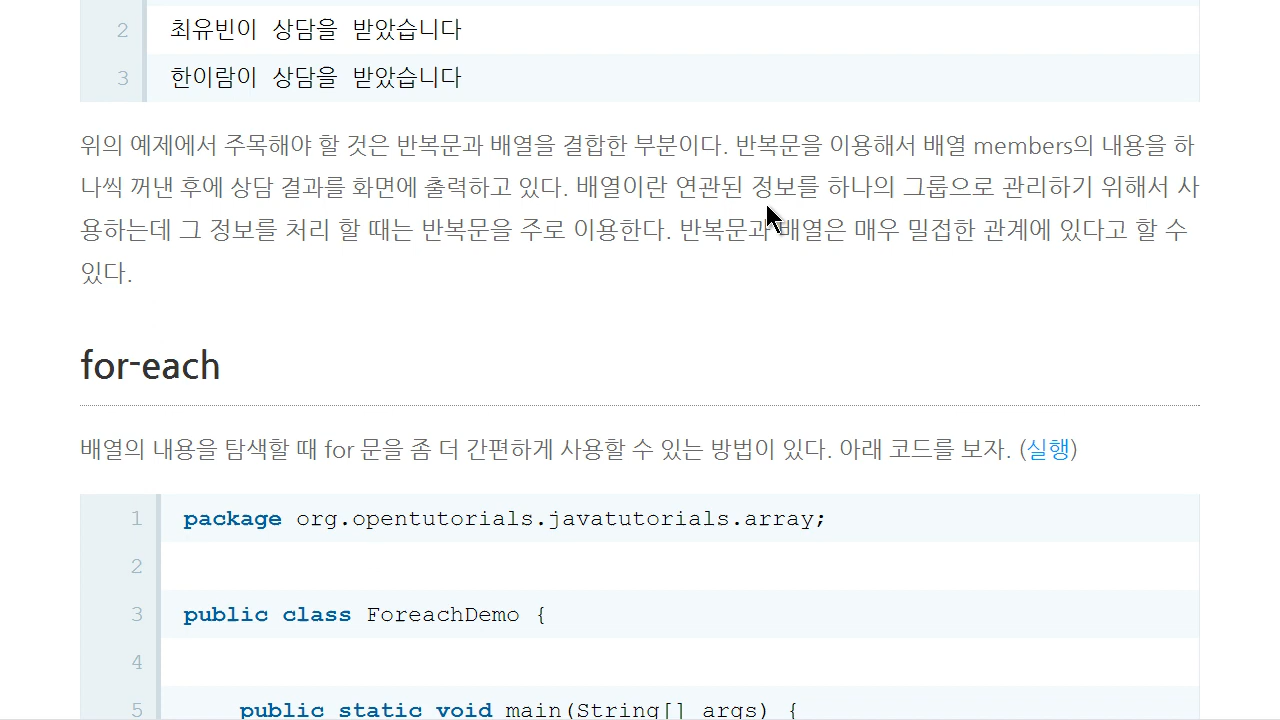 2 최유빈이 상담을 받았습니다
3 한이람이 상담을 받았습니다
위의 예제에서 주목해야 할 것은 반복문과 배열을 결합한 부분이다. 반복문을 이용해서 배열 members의 내용을 하
나씩 꺼낸 후에 상담 결과를 화면에 출력하고 있다. 배열이란 연관된 정보를 하나의 그룹으로 관리하기 위해서 사
용하는데 그 정보를 처리 할 때는 반복문을 주로 이용한다. 반복문과 배열은 매우 밀접한 관계에 있다고 할 수
있다.
for-each
배열의 내용을 탐색할 때 for 문을 좀 더 간편하게 사용할 수 있는 방법이 있다. 아래 코드를 보자. (실행)
1 package org.opentutorials.javatutorials.array;
2
3 public class ForeachDemo {
4
5 public static void main(String[] args) {